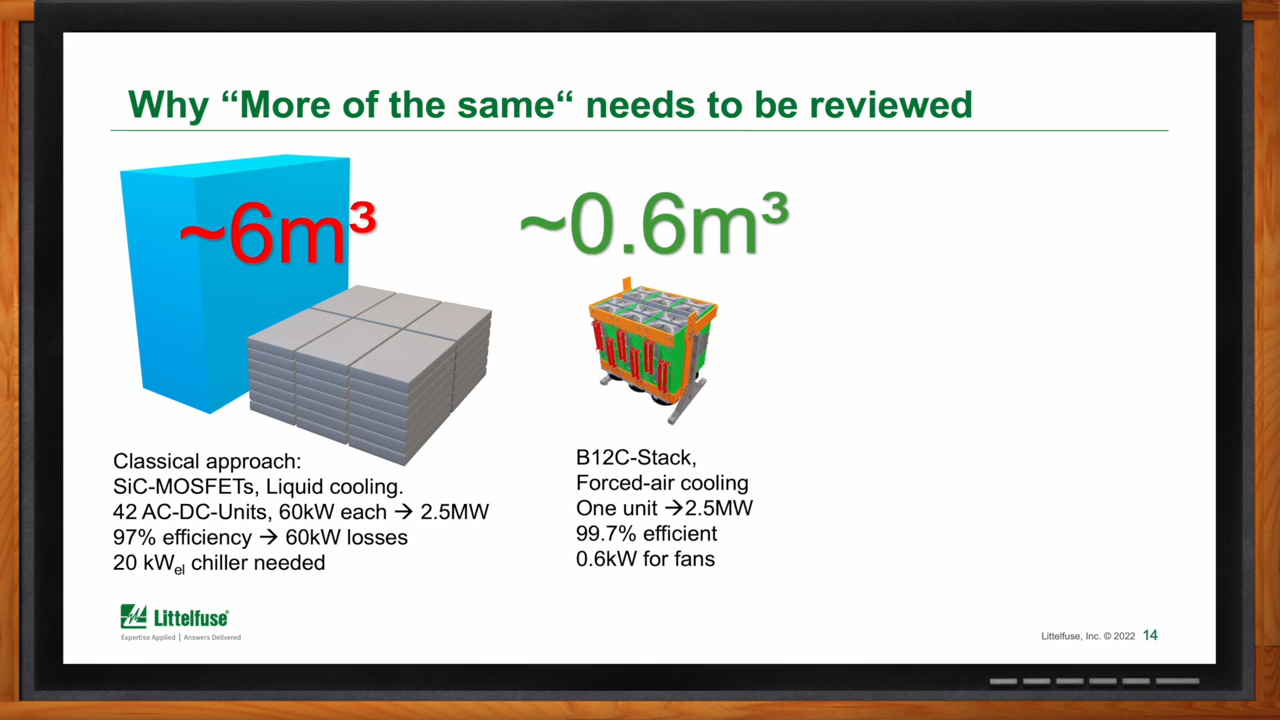 Why “More of the same“ needs to be reviewed
~6m³
~0.6m³
Classical approach:
SiC-MOSFETs, Liquid cooling.
42 AC-DC-Units, 60kW each → 2.5MW
97% efficiency → 60kW losses
20 kWel chiller needed
B12C-Stack,
Forced-air cooling
One unit →2.5MW
99.7% efficient
0.6kW for fans
Littelfuse®
Expertise Applied | Answers Delivered
Littelfuse, Inc. © 2022 14